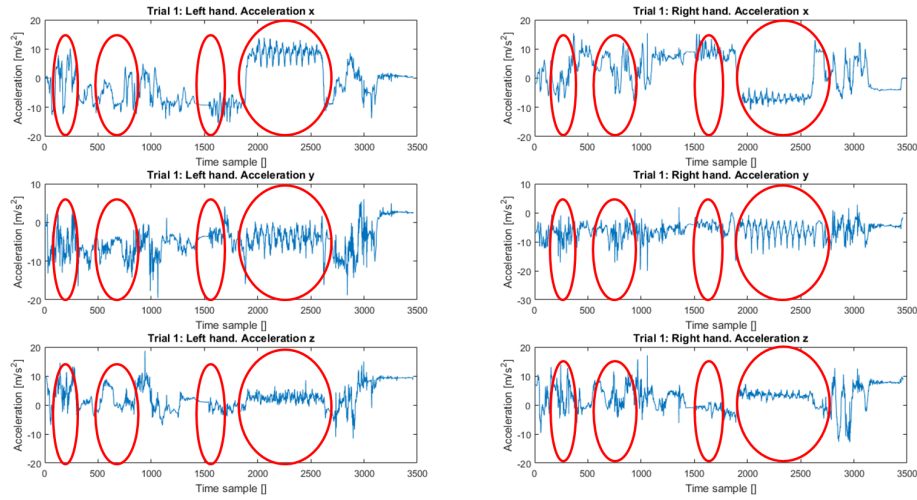 Trial 1: Left hand. Acceleration x
Acceleration [m/s²]
20
10
0
-10
-20
0 500 1000 1500 2000 2500 3000 3500
Time sample []
Trial 1: Right hand. Acceleration x
Acceleration [m/s²]
20
10
0
-10
-20
0 500 1000 1500 2000 2500 3000 3500
Time sample []
Trial 1: Left hand. Acceleration y
Acceleration [m/s²]
10
0
-10
-20
0 500 1000 1500 2000 2500 3000 3500
Time sample []
Trial 1: Right hand. Acceleration y
Acceleration [m/s²]
10
0
-10
-20
-30
0 500 1000 1500 2000 2500 3000 3500
Time sample []
Trial 1: Left hand. Acceleration z
Acceleration [m/s²]
20
10
0
-10
-20
0 500 1000 1500 2000 2500 3000 3500
Time sample []
Trial 1: Right hand. Acceleration z
Acceleration [m/s²]
20
10
0
-10
-20
0 500 1000 1500 2000 2500 3000 3500
Time sample []